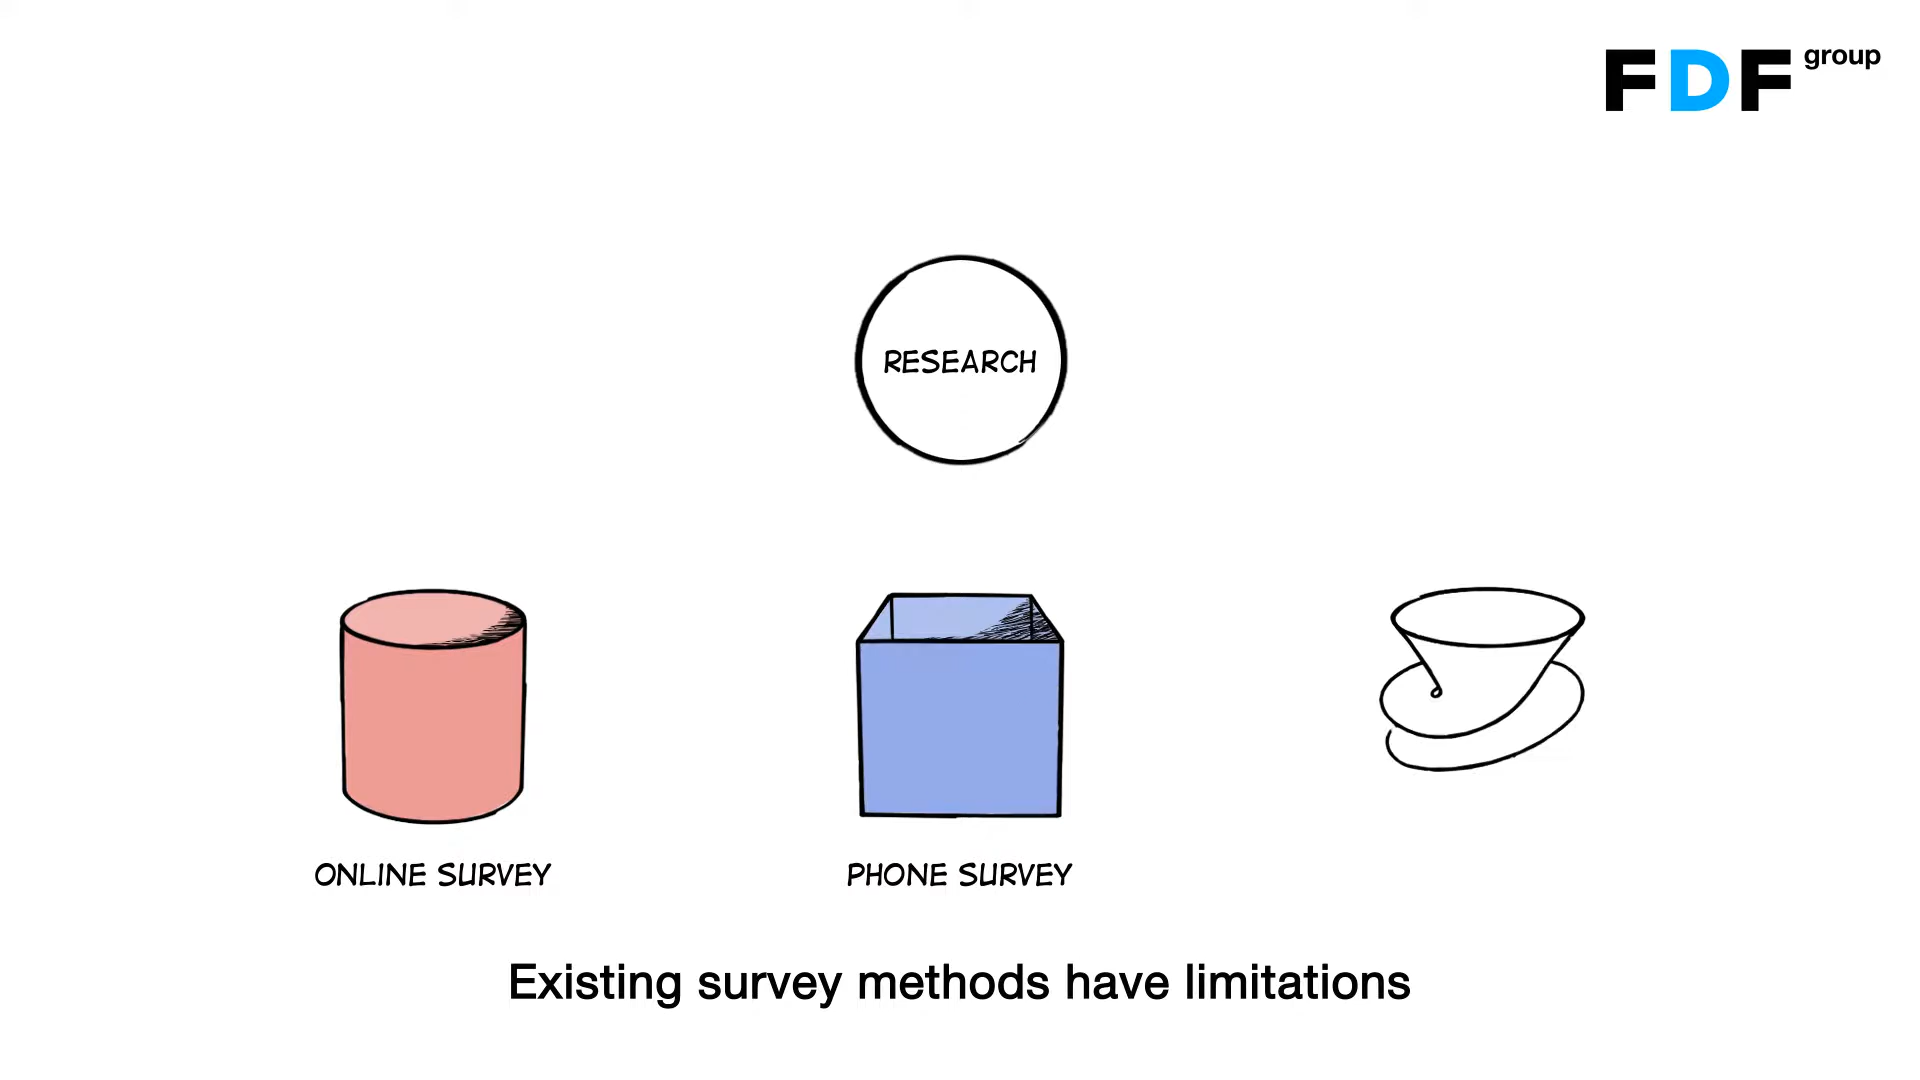 FDF group
RESEARCH
ONLINE SURVEY
PHONE SURVEY
Existing survey methods have limitations